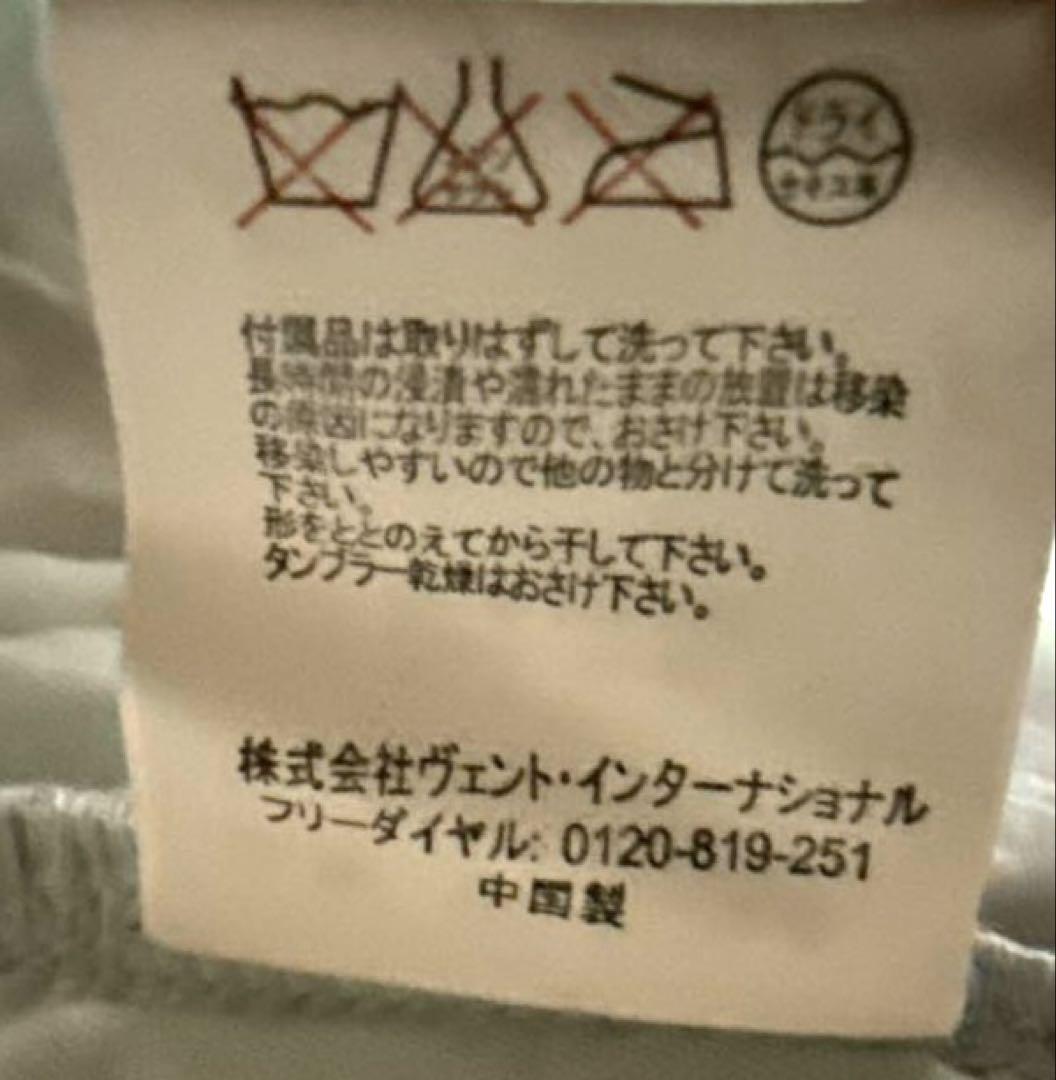 ドライ
セキユ系
付属品は取りはずして洗って下さい。
長時間の浸漬や濡れたままの放置は移染
の原因になりますので、おさけ下さい。
移染しやすいので他の物と分けて洗って
下さい。
形をととのえてから干して下さい。
タンブラー乾燥はおさけ下さい。
株式会社ヴェント・インターナショナル
フリーダイヤル: 0120-819-251
中国製